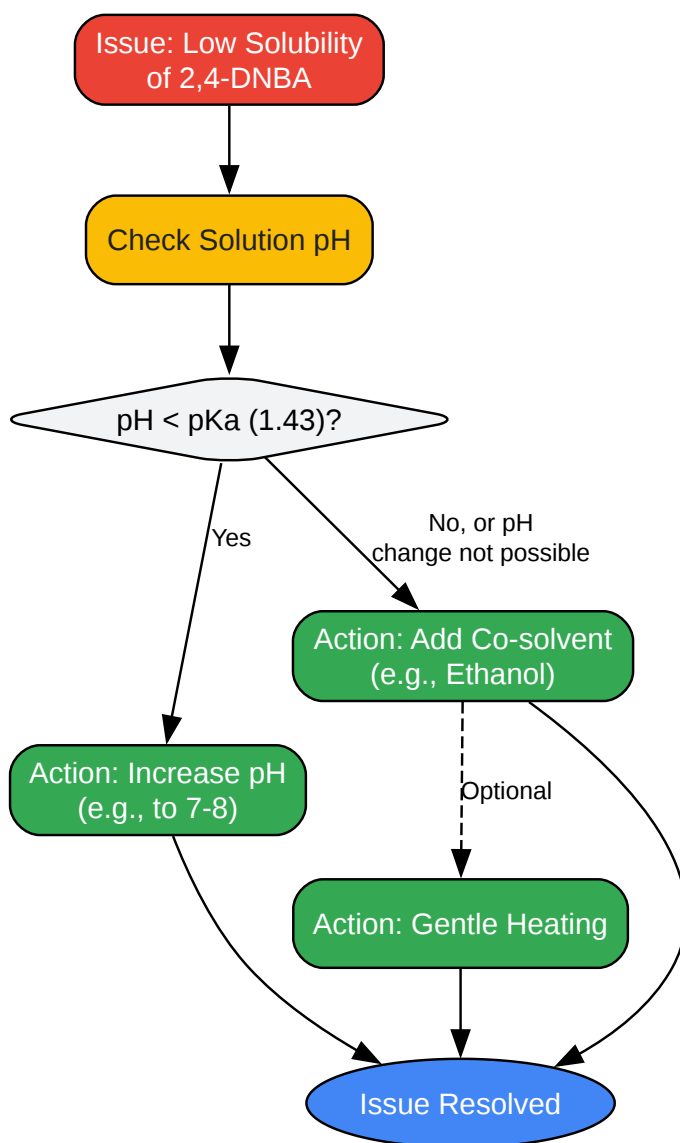 Issue: Low Solubility
of 2,4-DNBA
Check Solution pH
pH < pKa (1.43)?
Yes
No, or pH
change not possible
Action: Add Co-solvent
(e.g., Ethanol)
Action: Increase pH
(e.g., to 7-8)
Optional
Action: Gentle Heating
Issue Resolved